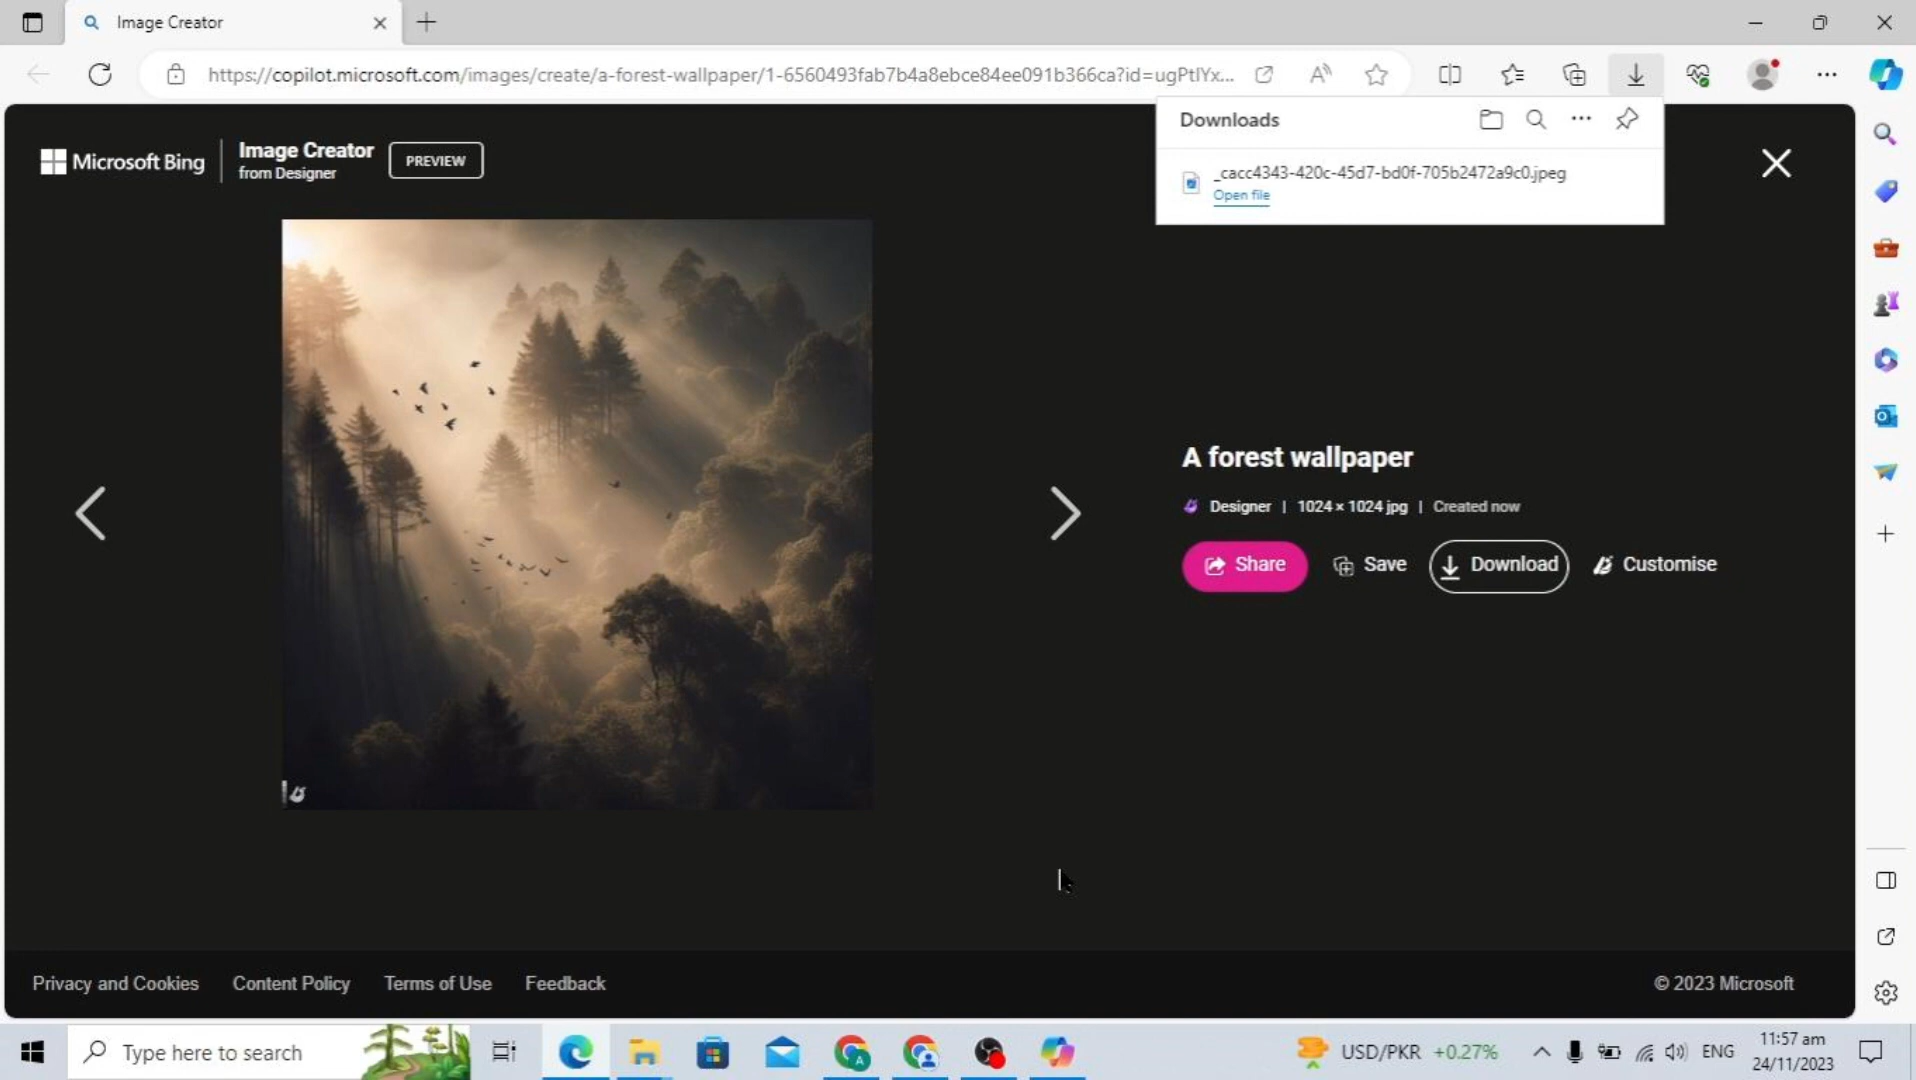 Image Creator
https://copilot.microsoft.com/images/create/a-forest-wallpaper/1-6560493fab7b4a8ebce84ee091b366ca?id=ugPtIYx...
Downloads
_cacc4343-420c-45d7-bd0f-705b2472a9c0.jpeg
Open file
Microsoft Bing
Image Creator
from Designer
PREVIEW
A forest wallpaper
Designer | 1024 × 1024 jpg | Created now
Share
Save
Download
Customise
Privacy and Cookies
Content Policy
Terms of Use
Feedback
© 2023 Microsoft
Type here to search
USD/PKR +0.27%
ENG
11:57 am
24/11/2023